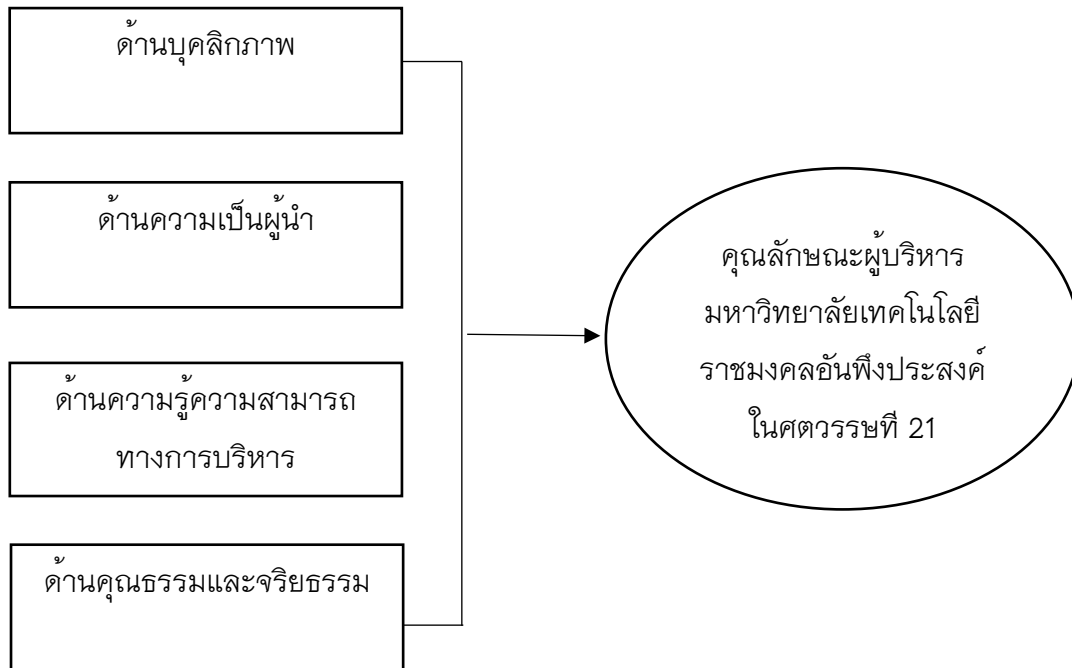 ด้านบุคลิกภาพ
ด้านความเป็นผู้นำ
ด้านความรู้ความสามารถ
ทางการบริหาร
ด้านคุณธรรมและจริยธรรม
คุณลักษณะผู้บริหาร
มหาวิทยาลัยเทคโนโลยี
ราชมงคลอันพึงประสงค์
ในศตวรรษที่ 21